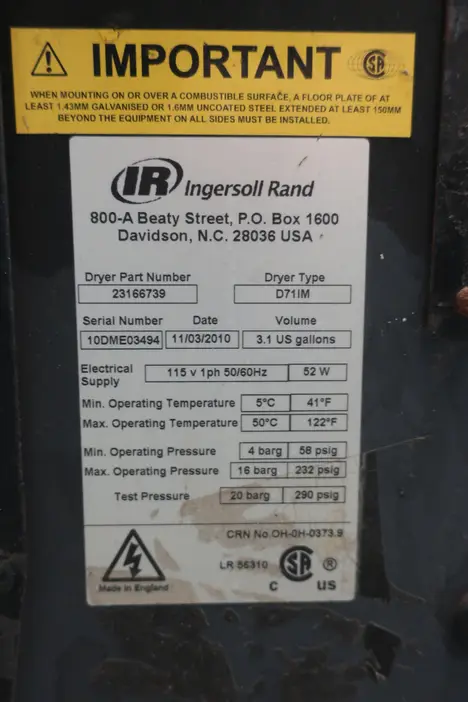 IMPORTANT
WHEN MOUNTING ON OR OVER A COMBUSTIBLE SURFACE, A FLOOR PLATE OF AT
LEAST 1.43MM GALVANISED OR 1.6MM UNCOATED STEEL EXTENDED AT LEAST 150MM
BEYOND THE EQUIPMENT ON ALL SIDES MUST BE INSTALLED.
IR Ingersoll Rand
800-A Beaty Street, P.O. Box 1600
Davidson, N.C. 28036 USA
Dryer Part Number Dryer Type
23166739 D71IM
Serial Number Date Volume
10DME03494 11/03/2010 3.1 US gallons
Electrical Supply 115 v 1ph 50/60Hz 52 W
Min. Operating Temperature 5°C 41°F
Max. Operating Temperature 50°C 122°F
Min. Operating Pressure 4 barg 58 psig
Max. Operating Pressure 16 barg 232 psig
Test Pressure 20 barg 290 psig
CRN No.OH-0H-0373.9
LR 56310 SA ®
Made in England C US